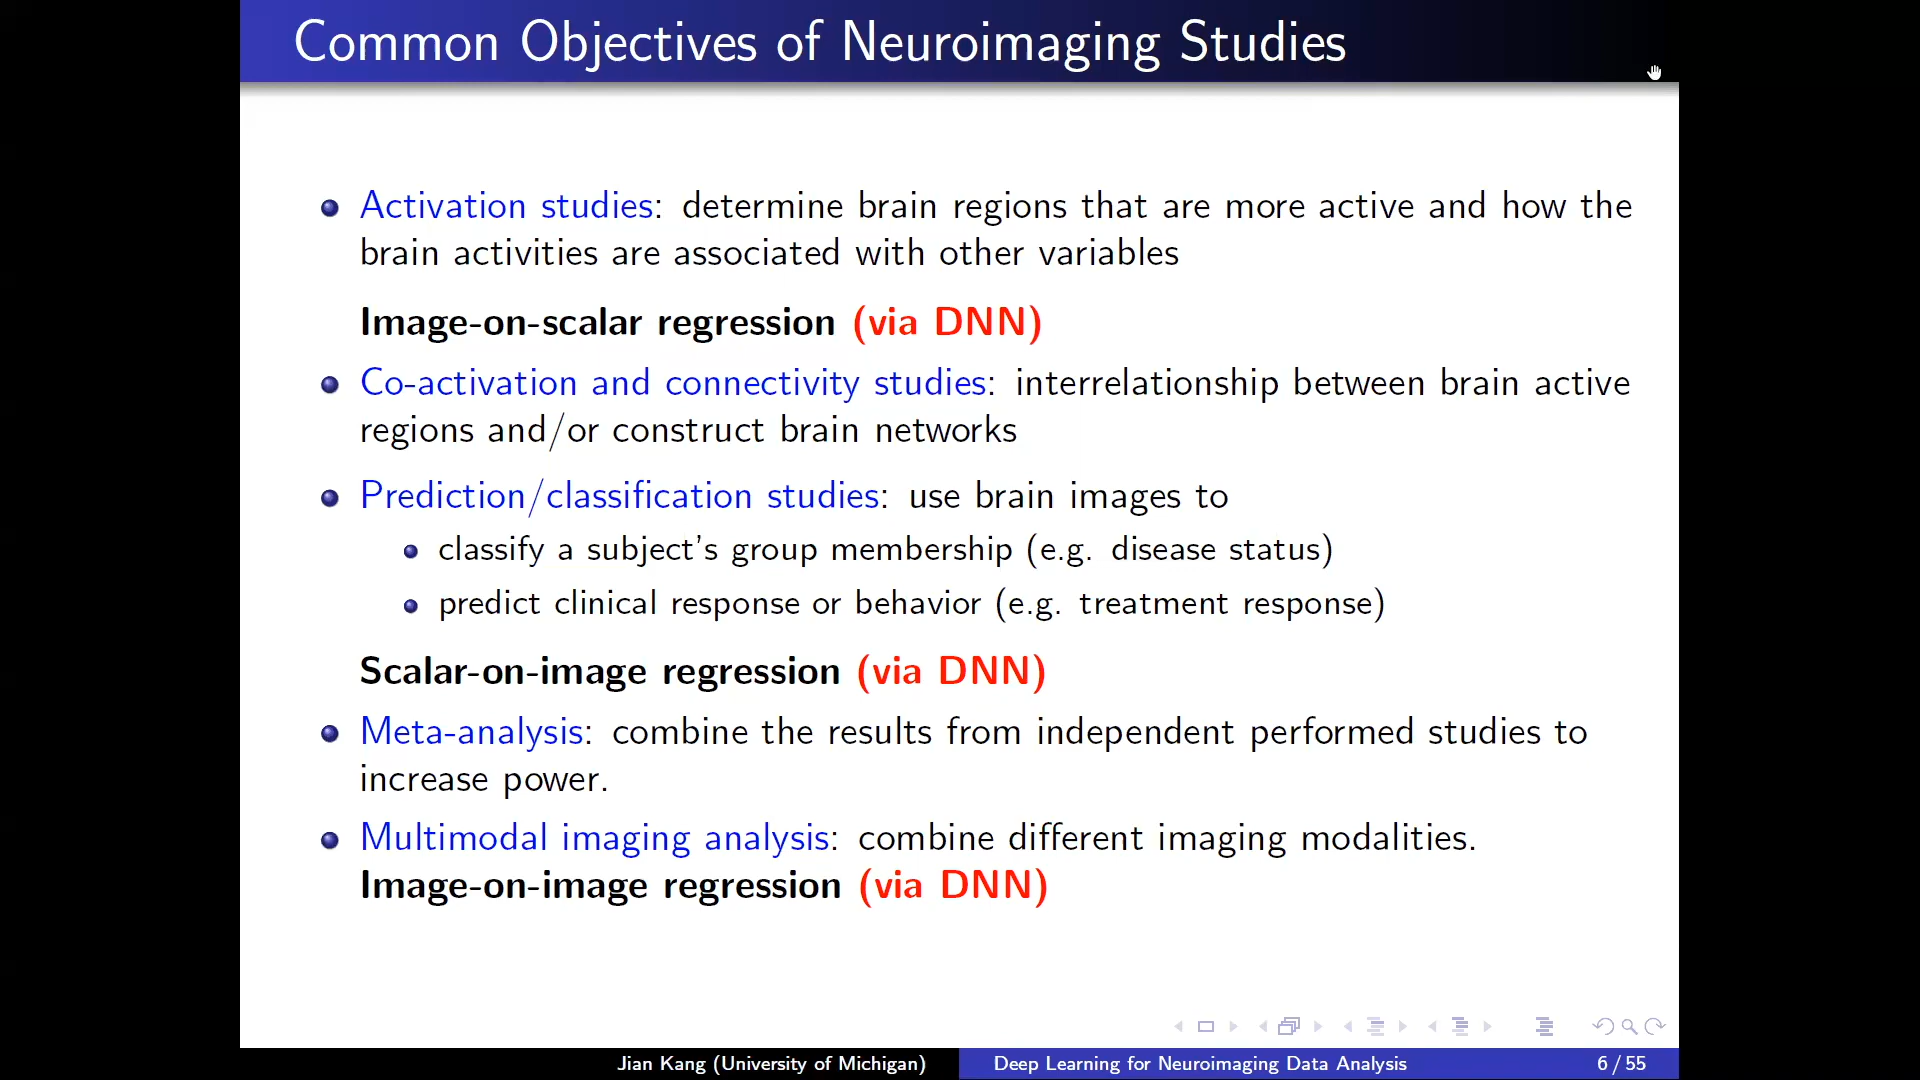 Common Objectives of Neuroimaging Studies
Activation studies: determine brain regions that are more active and how the
brain activities are associated with other variables
Image-on-scalar regression (via DNN)
Co-activation and connectivity studies: interrelationship between brain active
regions and/or construct brain networks
Prediction/classification studies: use brain images to
classify a subject's group membership (e.g. disease status)
predict clinical response or behavior (e.g. treatment response)
Scalar-on-image regression (via DNN)
Meta-analysis: combine the results from independent performed studies to
increase power.
Multimodal imaging analysis: combine different imaging modalities.
Image-on-image regression (via DNN)
Jian Kang (University of Michigan)
Deep Learning for Neuroimaging Data Analysis
6 / 55